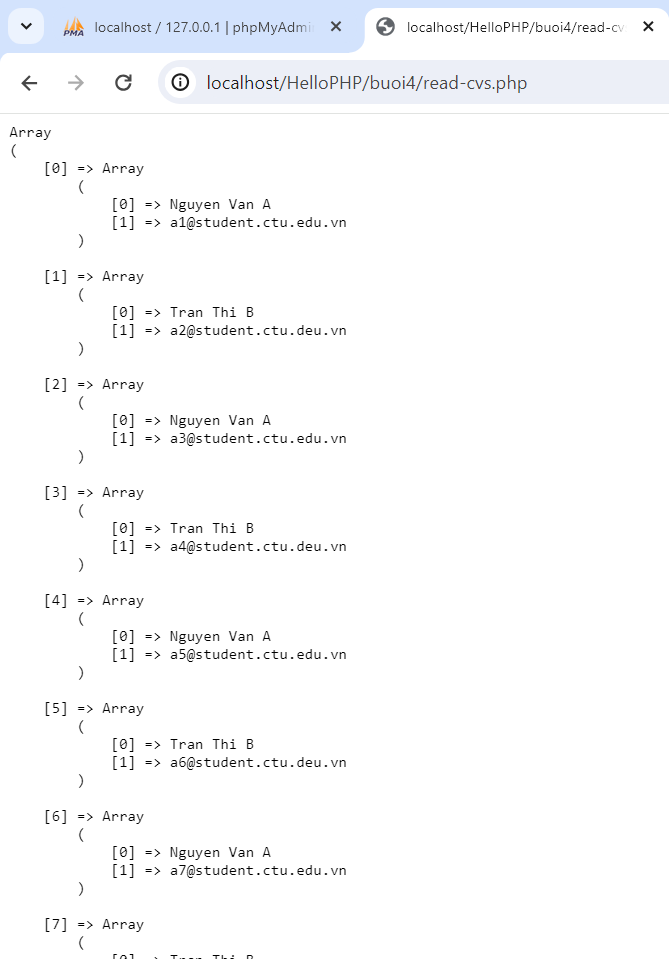 PMA localhost / 127.0.0.1 | phpMyAdmi
localhost/HelloPHP/buoi4/read-cv
localhost/HelloPHP/buoi4/read-cvs.php
Array
(
    [0] => Array
        (
            [0] => Nguyen Van A
            [1] => a1@student.ctu.edu.vn
        )
    [1] => Array
        (
            [0] => Tran Thi B
            [1] => a2@student.ctu.deu.vn
        )
    [2] => Array
        (
            [0] => Nguyen Van A
            [1] => a3@student.ctu.edu.vn
        )
    [3] => Array
        (
            [0] => Tran Thi B
            [1] => a4@student.ctu.deu.vn
        )
    [4] => Array
        (
            [0] => Nguyen Van A
            [1] => a5@student.ctu.edu.vn
        )
    [5] => Array
        (
            [0] => Tran Thi B
            [1] => a6@student.ctu.deu.vn
        )
    [6] => Array
        (
            [0] => Nguyen Van A
            [1] => a7@student.ctu.edu.vn
        )
    [7] => Array
        (
            [0] => Tran Thi B